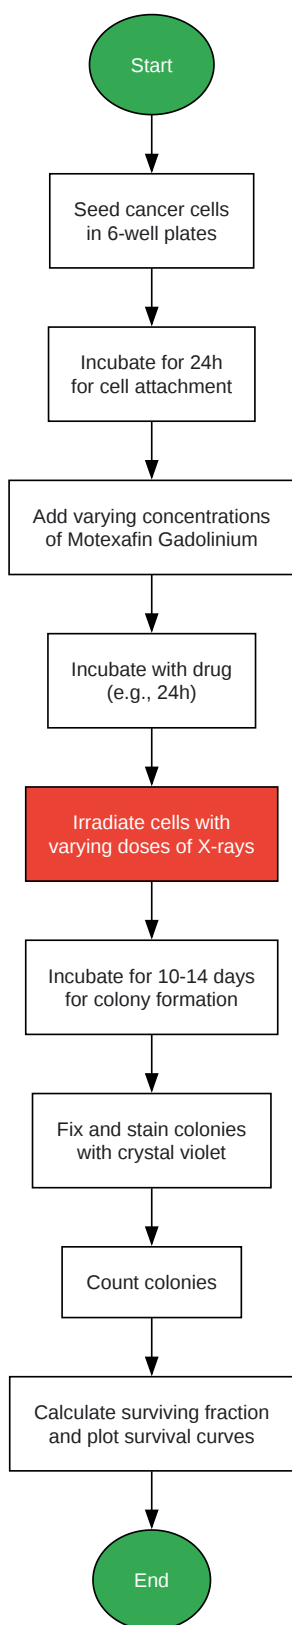 Start
Seed cancer cells
in 6-well plates
Incubate for 24h
for cell attachment
Add varying concentrations
of Motexafin Gadolinium
Incubate with drug
(e.g., 24h)
Irradiate cells with
varying doses of X-rays
Incubate for 10-14 days
for colony formation
Fix and stain colonies
with crystal violet
Count colonies
Calculate surviving fraction
and plot survival curves
End